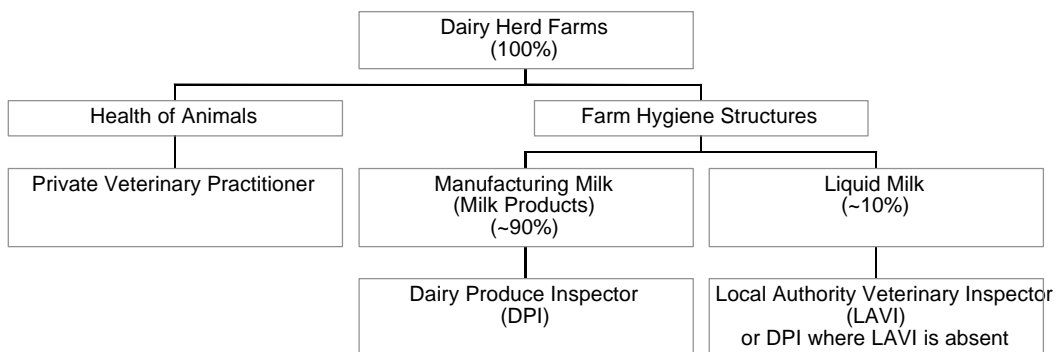 Dairy Herd Farms
(100%)
Health of Animals
Farm Hygiene Structures
Private Veterinary Practitioner
Manufacturing Milk
(Milk Products)
(~90%)
Liquid Milk
(~10%)
Dairy Produce Inspector
(DPI)
Local Authority Veterinary Inspector
(LAVI)
or DPI where LAVI is absent